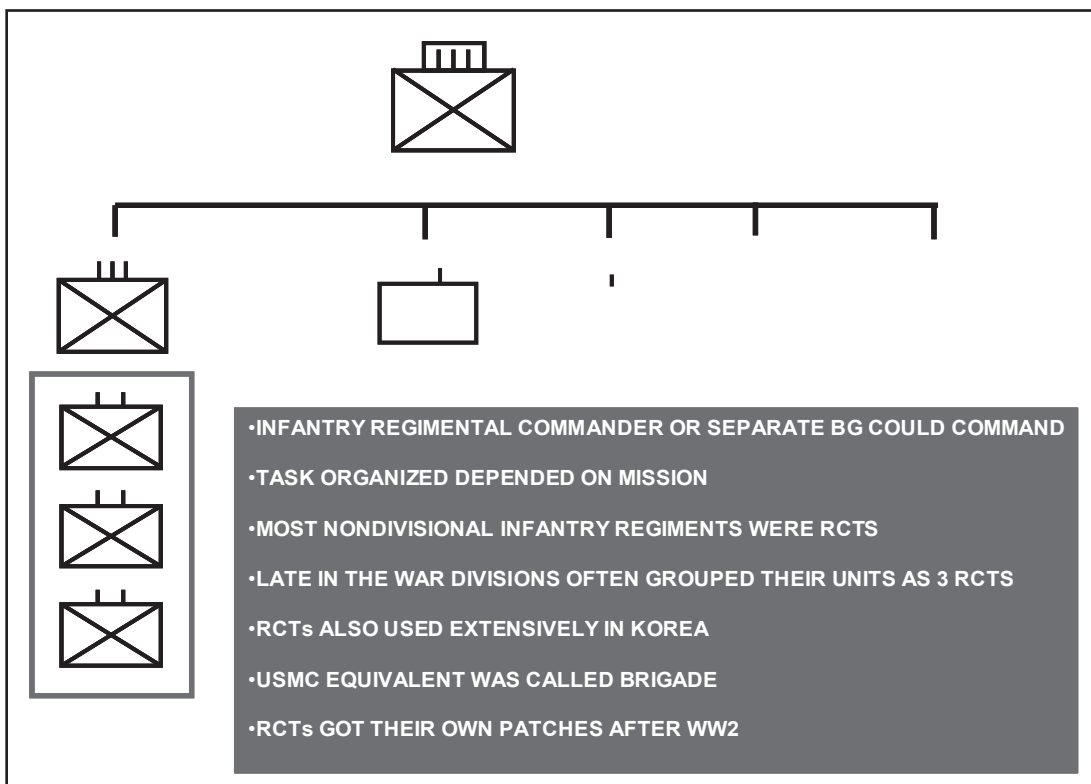 •INFANTRY REGIMENTAL COMMANDER OR SEPARATE BG COULD COMMAND
•TASK ORGANIZED DEPENDED ON MISSION
•MOST NONDIVISIONAL INFANTRY REGIMENTS WERE RCTS
•LATE IN THE WAR DIVISIONS OFTEN GROUPED THEIR UNITS AS 3 RCTS
•RCTs ALSO USED EXTENSIVELY IN KOREA
•USMC EQUIVALENT WAS CALLED BRIGADE
•RCTs GOT THEIR OWN PATCHES AFTER WW2